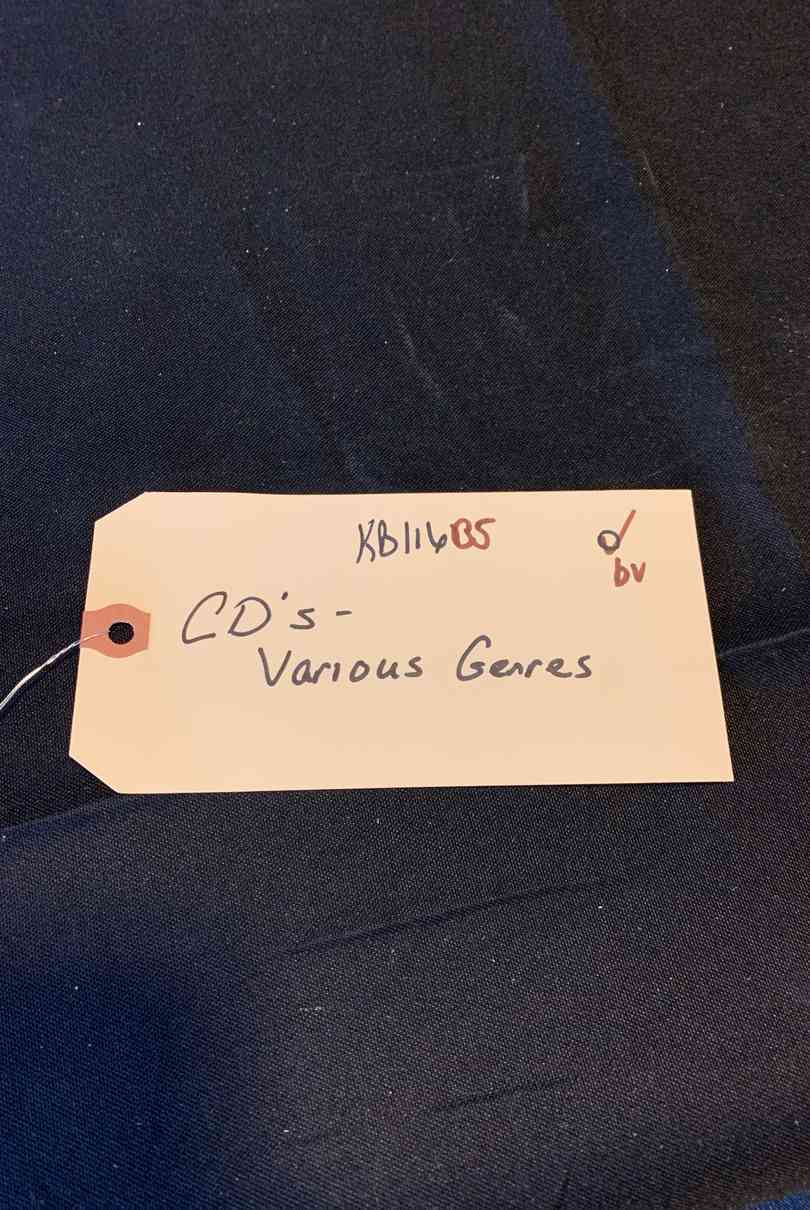 KB116B5
bv
CD's -
Various Genres